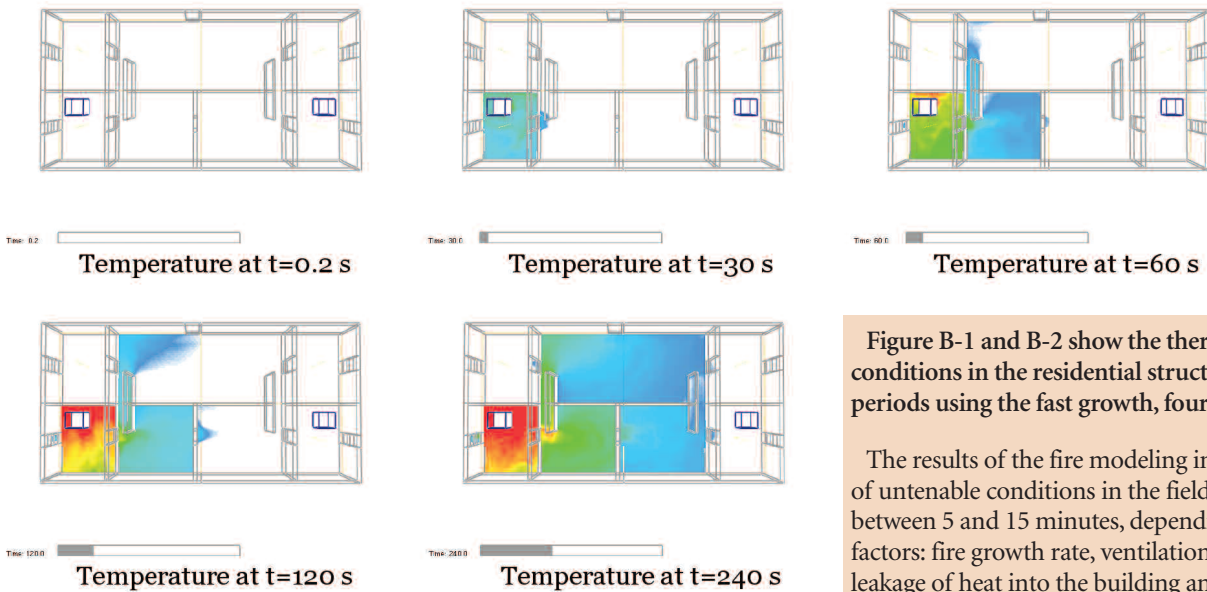 Time: 0.2
Temperature at t=0.2 s
Time: 30.0
Temperature at t=30 s
Time: 60.0
Temperature at t=60 s
Time: 120.0
Temperature at t=120 s
Time: 240.0
Temperature at t=240 s
Figure B-1 and B-2 show the ther
conditions in the residential struct
periods using the fast growth, four
The results of the fire modeling in
of untenable conditions in the field
between 5 and 15 minutes, depend
factors: fire growth rate, ventilation
leakage of heat into the building an